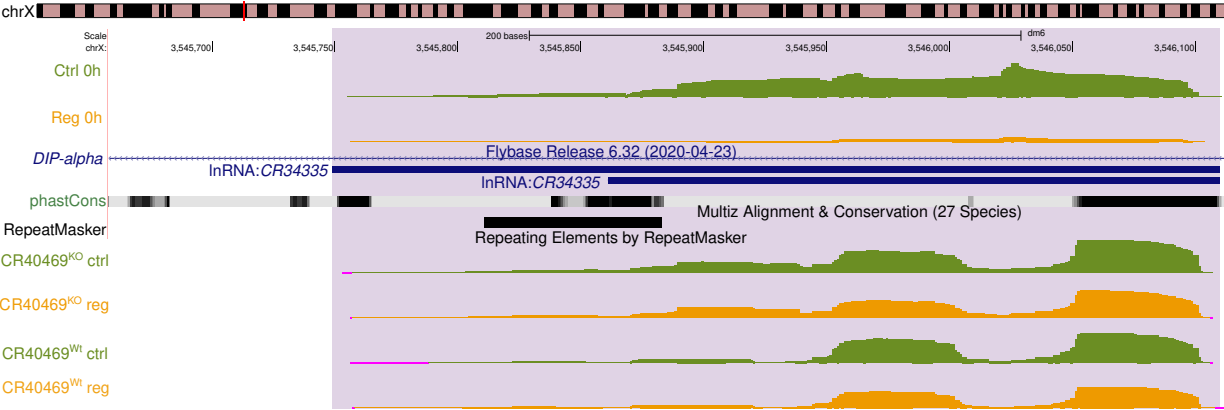 chrX
Scale 200 bases dm6
chrX: 3,545,700 3,545,750 3,545,800 3,545,850 3,545,900 3,545,950 3,546,000 3,546,050 3,546,100
Ctrl 0h
Reg 0h
Flybase Release 6.32 (2020-04-23)
DIP-alpha
lnRNA:CR34335
lnRNA:CR34335
phastCons
Multiz Alignment & Conservation (27 Species)
RepeatMasker
Repeating Elements by RepeatMasker
CR40469KO ctrl
CR40469KO reg
CR40469Wt ctrl
CR40469Wt reg